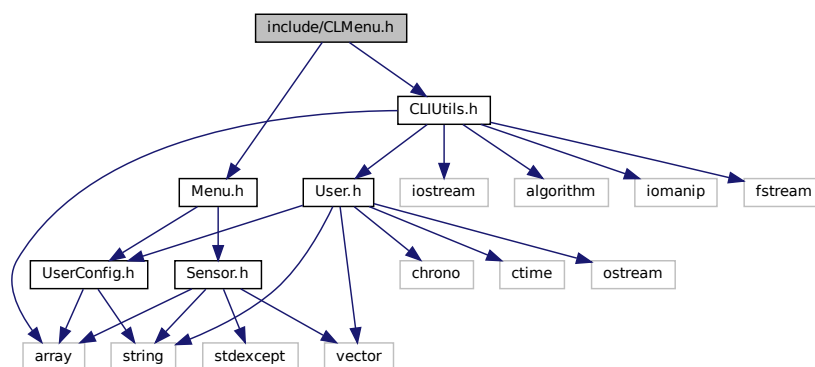 include/CLMenu.h
CLIUtils.h
Menu.h
User.h
iostream
algorithm
iomanip
fstream
UserConfig.h
Sensor.h
chrono
ctime
ostream
array
string
stdexcept
vector